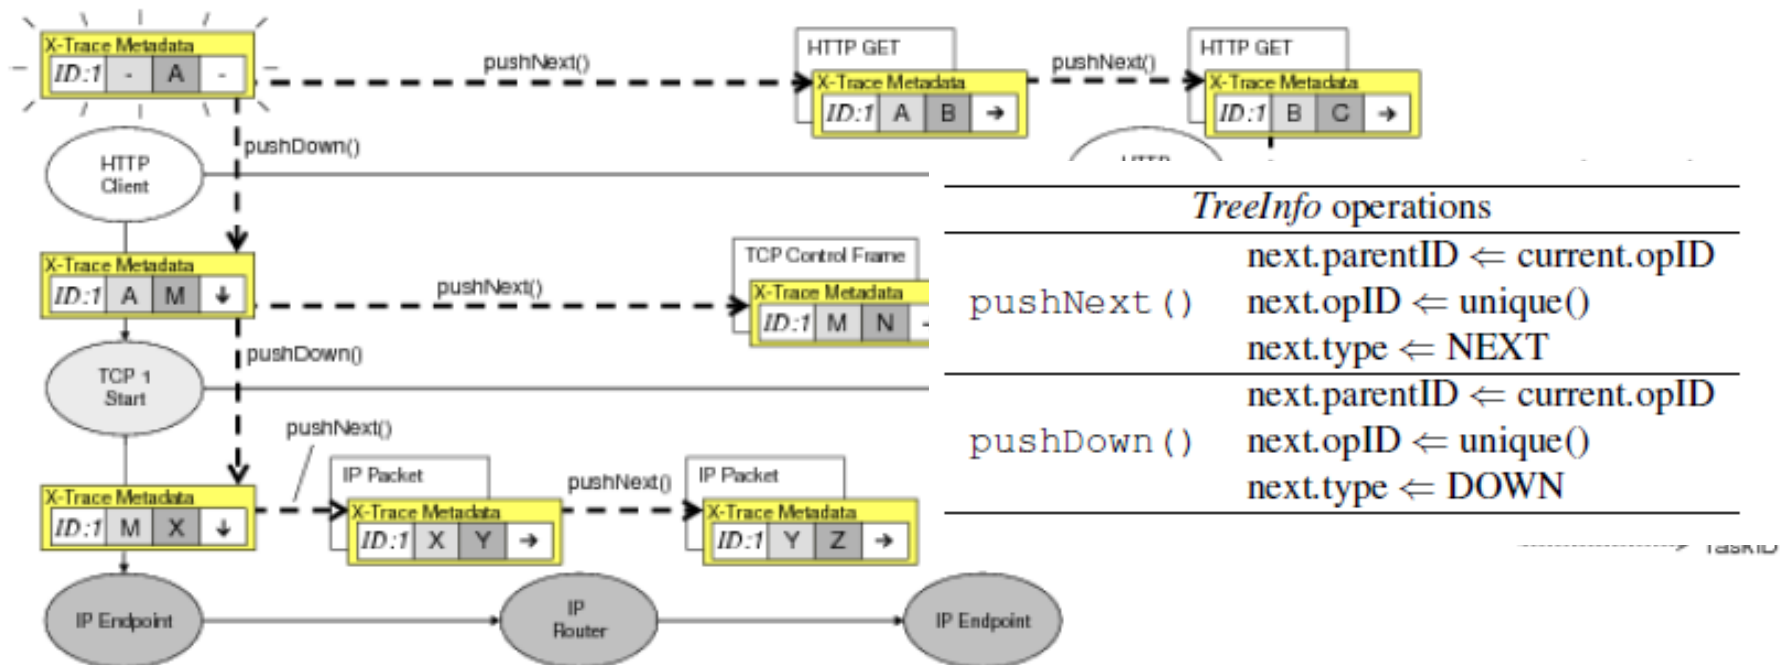 X-Trace Metadata
ID:1 - A -
pushNext()
HTTP GET
X-Trace Metadata
ID:1 A B →
pushNext()
HTTP GET
X-Trace Metadata
ID:1 B C →
pushDown()
HTTP
Client
X-Trace Metadata
ID:1 A M ↓
pushNext()
TCP Control Frame
X-Trace Metadata
ID:1 M N
pushDown()
TCP 1
Start
pushNext()
X-Trace Metadata
ID:1 M X ↓
IP Packet
X-Trace Metadata
ID:1 X Y →
pushNext()
IP Packet
X-Trace Metadata
ID:1 Y Z →
IP Endpoint
IP
Router
IP Endpoint
TreeInfo operations
next.parentID ⇐ current.opID
pushNext() next.opID ⇐ unique()
next.type ⇐ NEXT
next.parentID ⇐ current.opID
pushDown() next.opID ⇐ unique()
next.type ⇐ DOWN